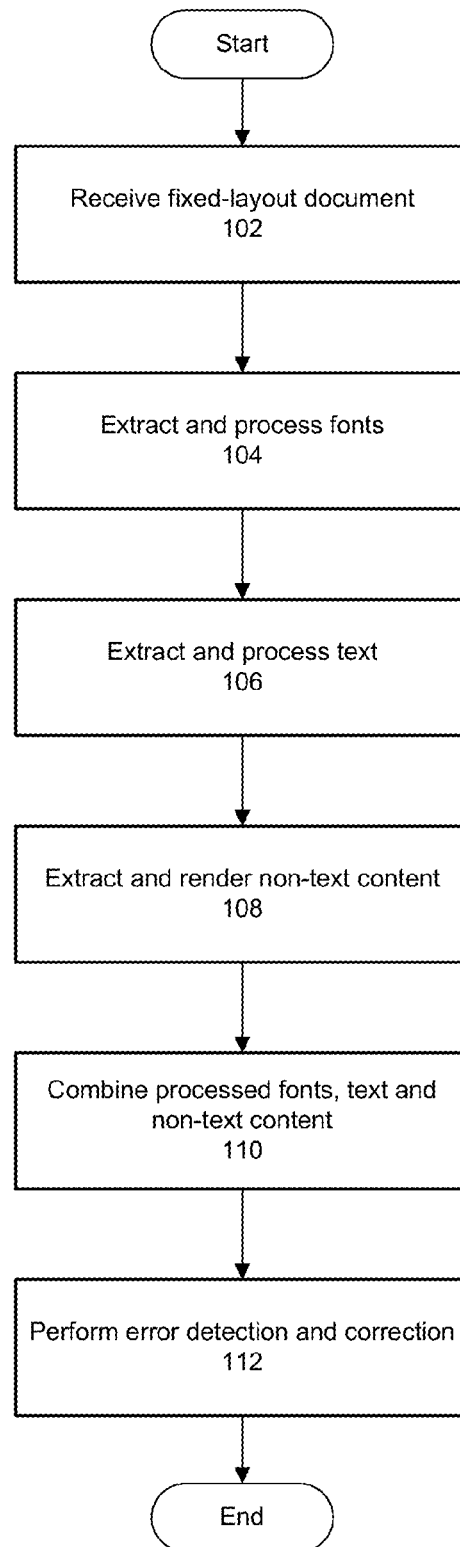 Start
Receive fixed-layout document
102
Extract and process fonts
104
Extract and process text
106
Extract and render non-text content
108
Combine processed fonts, text and
non-text content
110
Perform error detection and correction
112
End